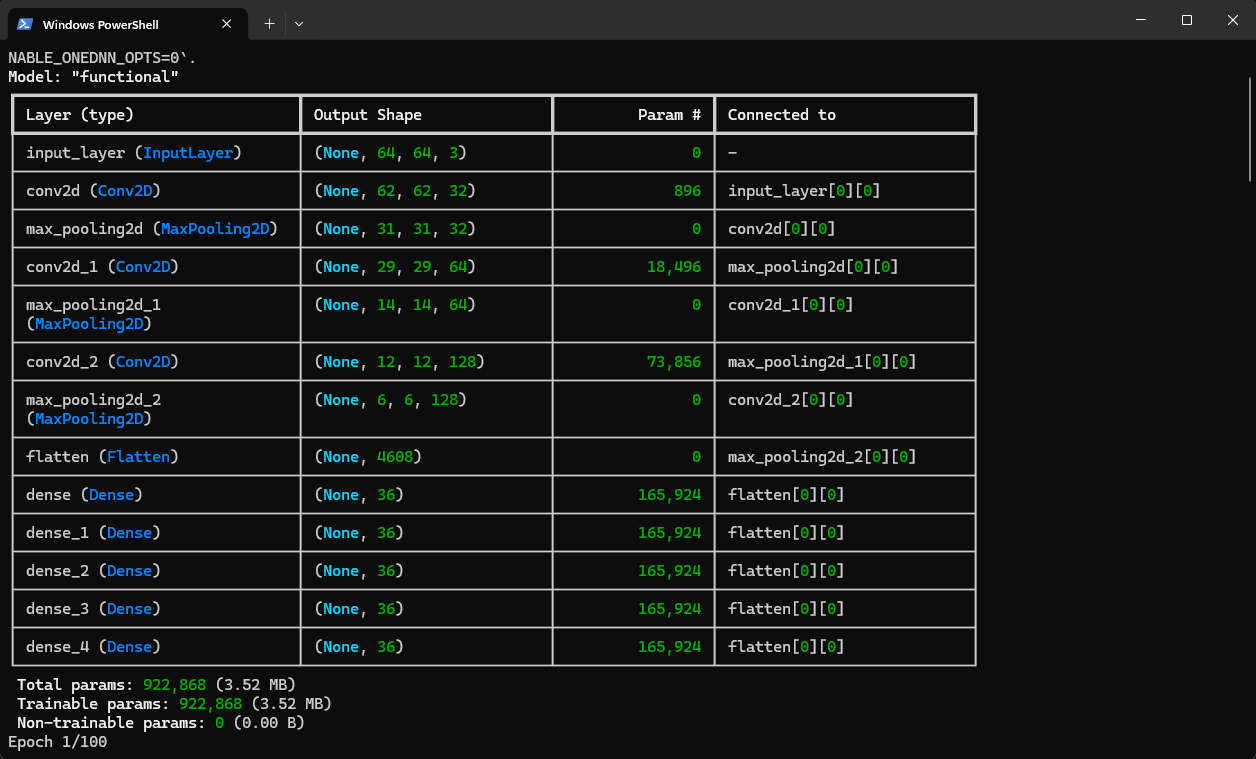 Windows PowerShell
NABLE_ONEDNN_OPTS=0`.
Model: "functional"
Layer (type) Output Shape Param # Connected to
input_layer (InputLayer) (None, 64, 64, 3) 0 -
conv2d (Conv2D) (None, 62, 62, 32) 896 input_layer[0][0]
max_pooling2d (MaxPooling2D) (None, 31, 31, 32) 0 conv2d[0][0]
conv2d_1 (Conv2D) (None, 29, 29, 64) 18,496 max_pooling2d[0][0]
max_pooling2d_1 (None, 14, 14, 64) 0 conv2d_1[0][0]
(MaxPooling2D)
conv2d_2 (Conv2D) (None, 12, 12, 128) 73,856 max_pooling2d_1[0][0]
max_pooling2d_2 (None, 6, 6, 128) 0 conv2d_2[0][0]
(MaxPooling2D)
flatten (Flatten) (None, 4608) 0 max_pooling2d_2[0][0]
dense (Dense) (None, 36) 165,924 flatten[0][0]
dense_1 (Dense) (None, 36) 165,924 flatten[0][0]
dense_2 (Dense) (None, 36) 165,924 flatten[0][0]
dense_3 (Dense) (None, 36) 165,924 flatten[0][0]
dense_4 (Dense) (None, 36) 165,924 flatten[0][0]
Total params: 922,868 (3.52 MB)
Trainable params: 922,868 (3.52 MB)
Non-trainable params: 0 (0.00 B)
Epoch 1/100